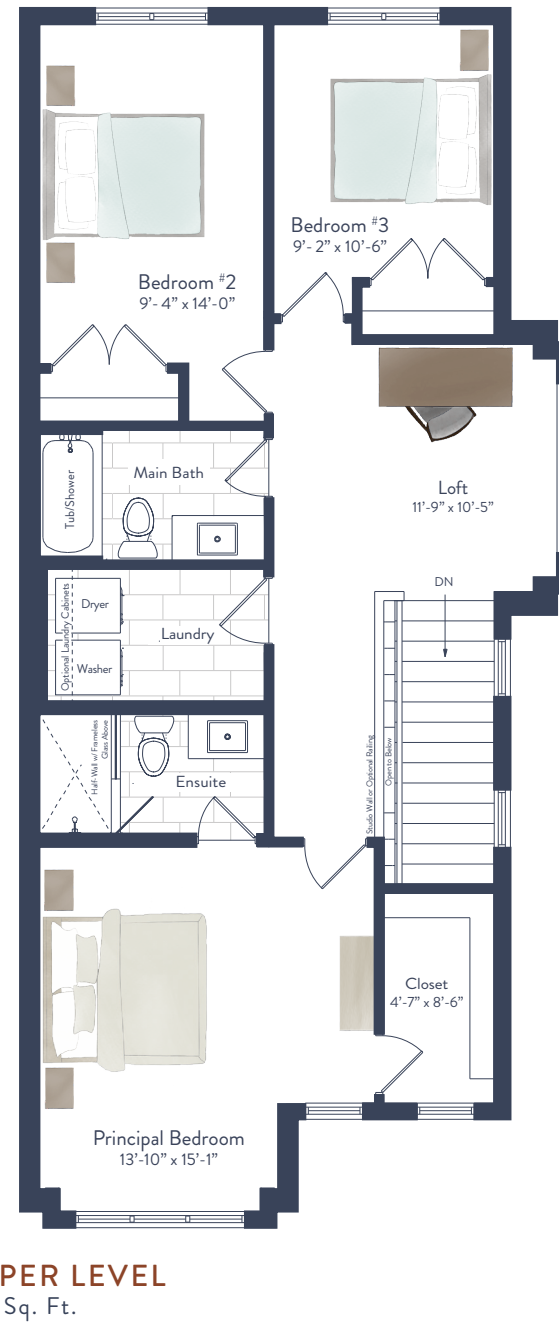 Bedroom #3
9'- 2" x 10'-6"
Bedroom #2
9'- 4" x 14'-0"
Main Bath
Tub/Shower
Loft
11'-9" x 10'-5"
DN
Optional Laundry Cabinets
Dryer
Laundry
Washer
Half-Wall w/ Frameless
Glass Above
Ensuite
Studio Wall or Optional Railing
Open to Below
Closet
4'-7" x 8'-6"
Principal Bedroom
13'-10" x 15'-1"
PER LEVEL
Sq. Ft.